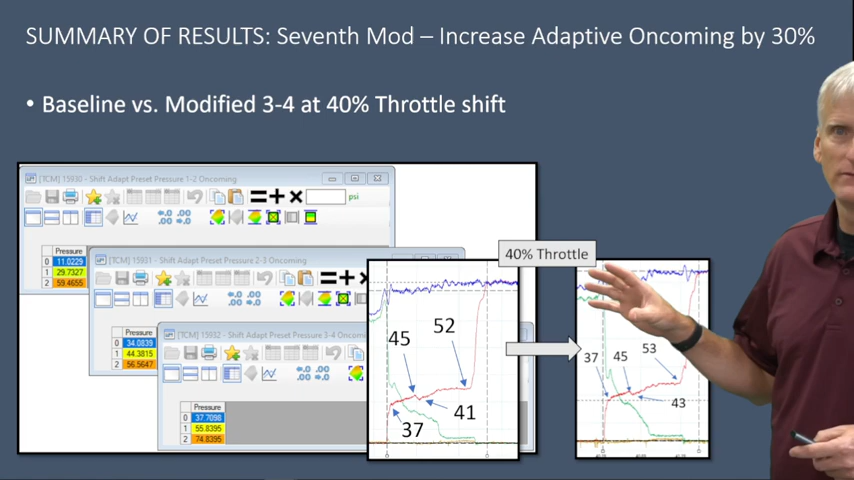 SUMMARY OF RESULTS: Seventh Mod – Increase Adaptive Oncoming by 30%
• Baseline vs. Modified 3-4 at 40% Throttle shift
[TCM] 15930 - Shift Adapt Preset Pressure 1-2 Oncoming
psi
Pressure
0 11.0229
1 29.7327
2 59.4655
[TCM] 15931 - Shift Adapt Preset Pressure 2-3 Oncoming
Pressure
0 34.0839
1 44.3815
2 56.5647
[TCM] 15932 - Shift Adapt Preset Pressure 3-4 Oncoming
Pressure
0 37.7098
1 55.8395
2 74.8395
40% Throttle
45
52
41
37
37
45
53
43